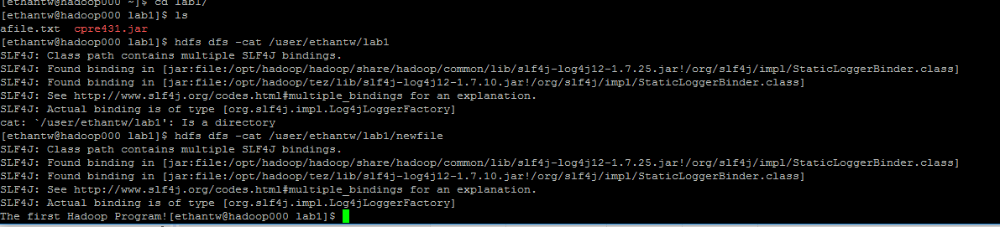 [ethantw@hadoop000 ~]$ cd lab1/
[ethantw@hadoop000 lab1]$ ls
afile.txt  cpre431.jar
[ethantw@hadoop000 lab1]$ hdfs dfs -cat /user/ethantw/lab1
SLF4J: Class path contains multiple SLF4J bindings.
SLF4J: Found binding in [jar:file:/opt/hadoop/hadoop/share/hadoop/common/lib/slf4j-log4j12-1.7.25.jar!/org/slf4j/impl/StaticLoggerBinder.class]
SLF4J: Found binding in [jar:file:/opt/hadoop/tez/lib/slf4j-log4j12-1.7.10.jar!/org/slf4j/impl/StaticLoggerBinder.class]
SLF4J: See http://www.slf4j.org/codes.html#multiple_bindings for an explanation.
SLF4J: Actual binding is of type [org.slf4j.impl.Log4jLoggerFactory]
cat: `/user/ethantw/lab1': Is a directory
[ethantw@hadoop000 lab1]$ hdfs dfs -cat /user/ethantw/lab1/newfile
SLF4J: Class path contains multiple SLF4J bindings.
SLF4J: Found binding in [jar:file:/opt/hadoop/hadoop/share/hadoop/common/lib/slf4j-log4j12-1.7.25.jar!/org/slf4j/impl/StaticLoggerBinder.class]
SLF4J: Found binding in [jar:file:/opt/hadoop/tez/lib/slf4j-log4j12-1.7.10.jar!/org/slf4j/impl/StaticLoggerBinder.class]
SLF4J: See http://www.slf4j.org/codes.html#multiple_bindings for an explanation.
SLF4J: Actual binding is of type [org.slf4j.impl.Log4jLoggerFactory]
The first Hadoop Program![ethantw@hadoop000 lab1]$